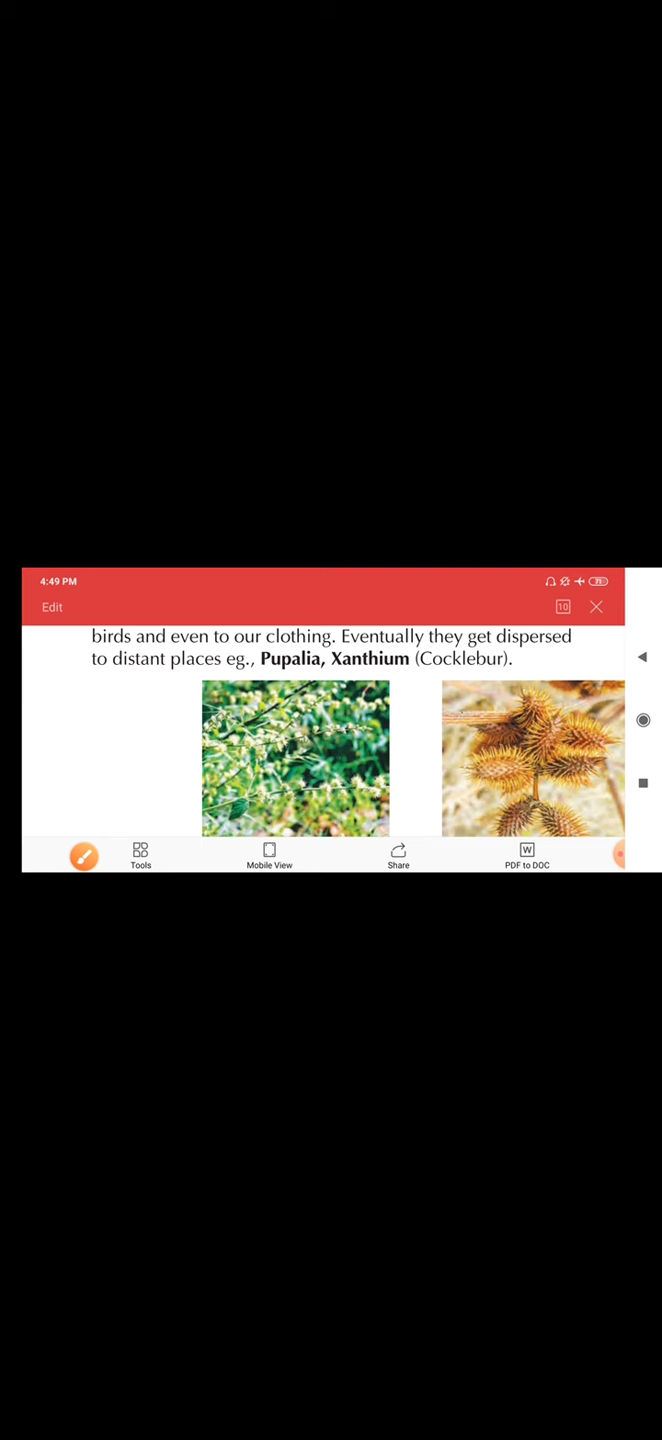 4:49 PM
Edit
10
birds and even to our clothing. Eventually they get dispersed
to distant places eg., Pupalia, Xanthium (Cocklebur).
Tools
Mobile View
Share
W
PDF to DOC